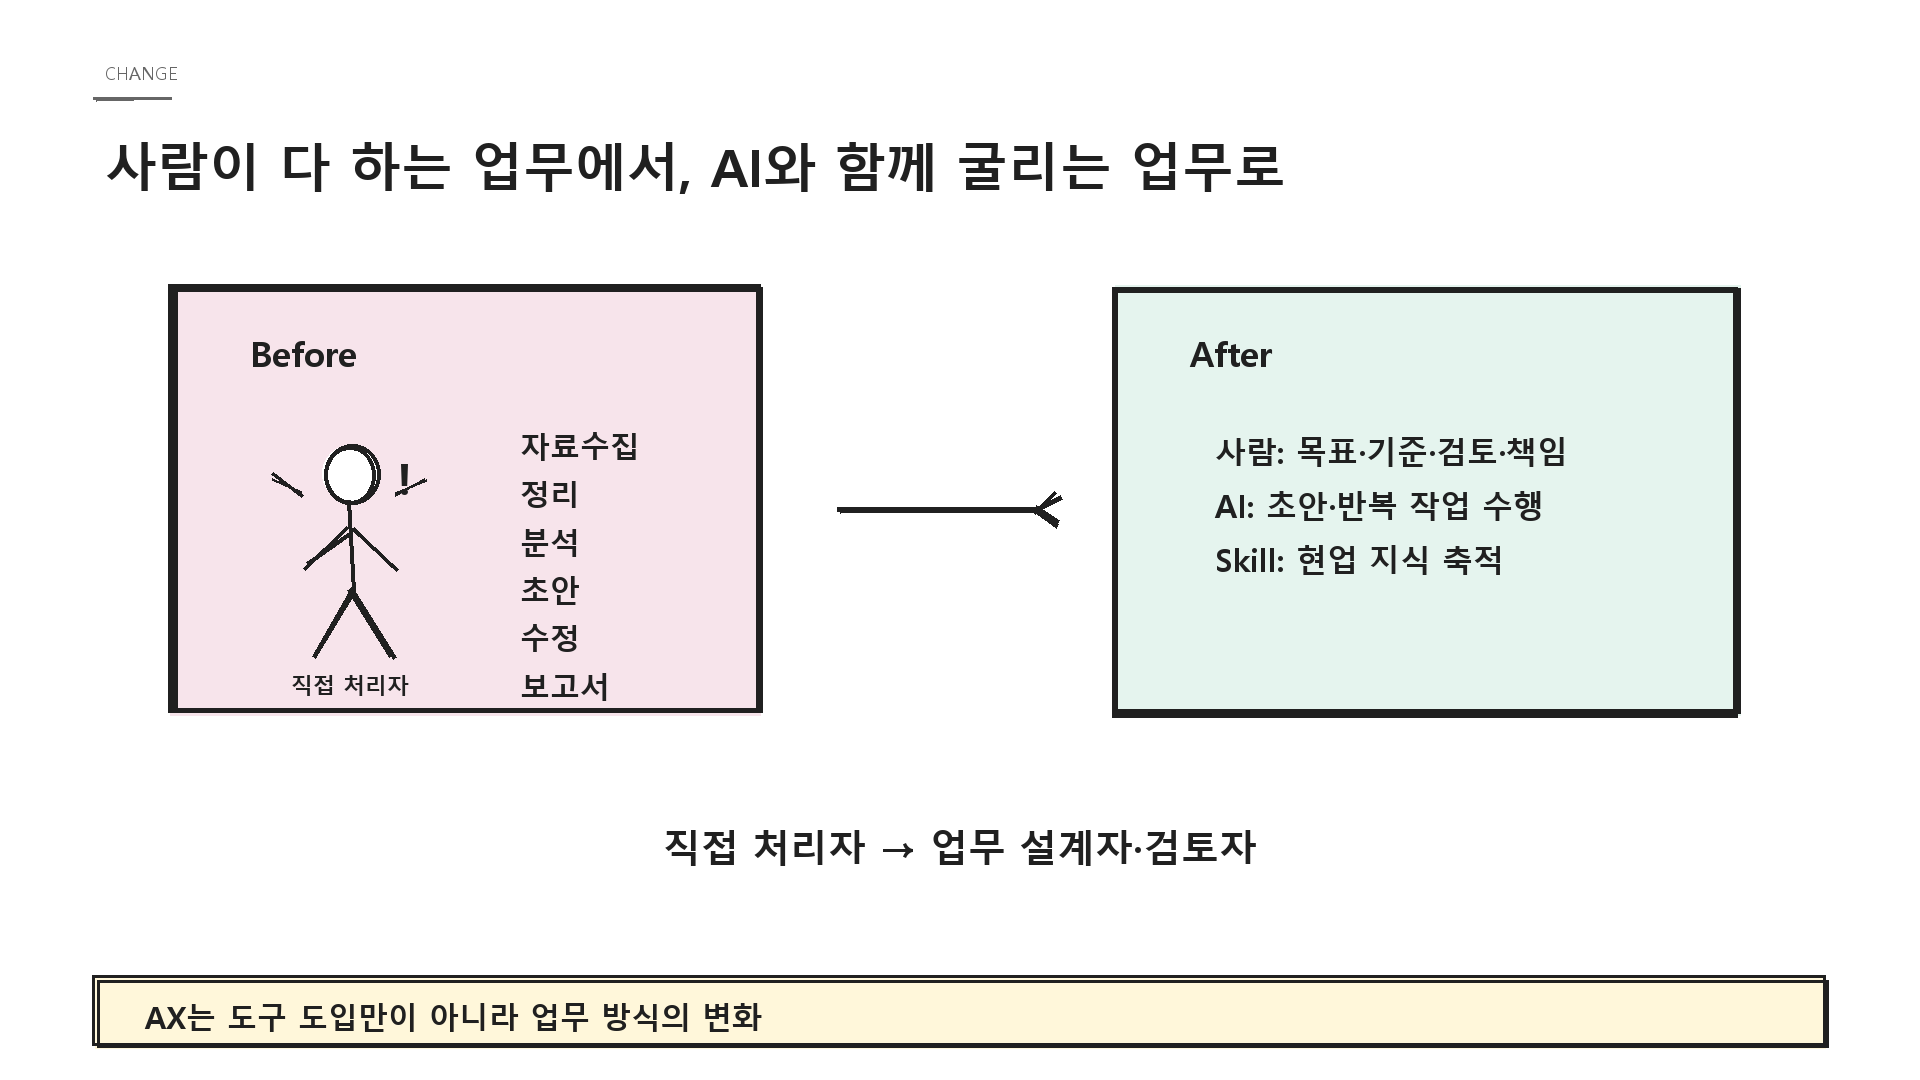 CHANGE
사람이 다 하는 업무에서, AI와 함께 굴리는 업무로
Before
!
직접 처리자
자료수집
정리
분석
초안
수정
보고서
After
사람: 목표·기준·검토·책임
AI: 초안·반복 작업 수행
Skill: 현업 지식 축적
직접 처리자 → 업무 설계자·검토자
AX는 도구 도입만이 아니라 업무 방식의 변화